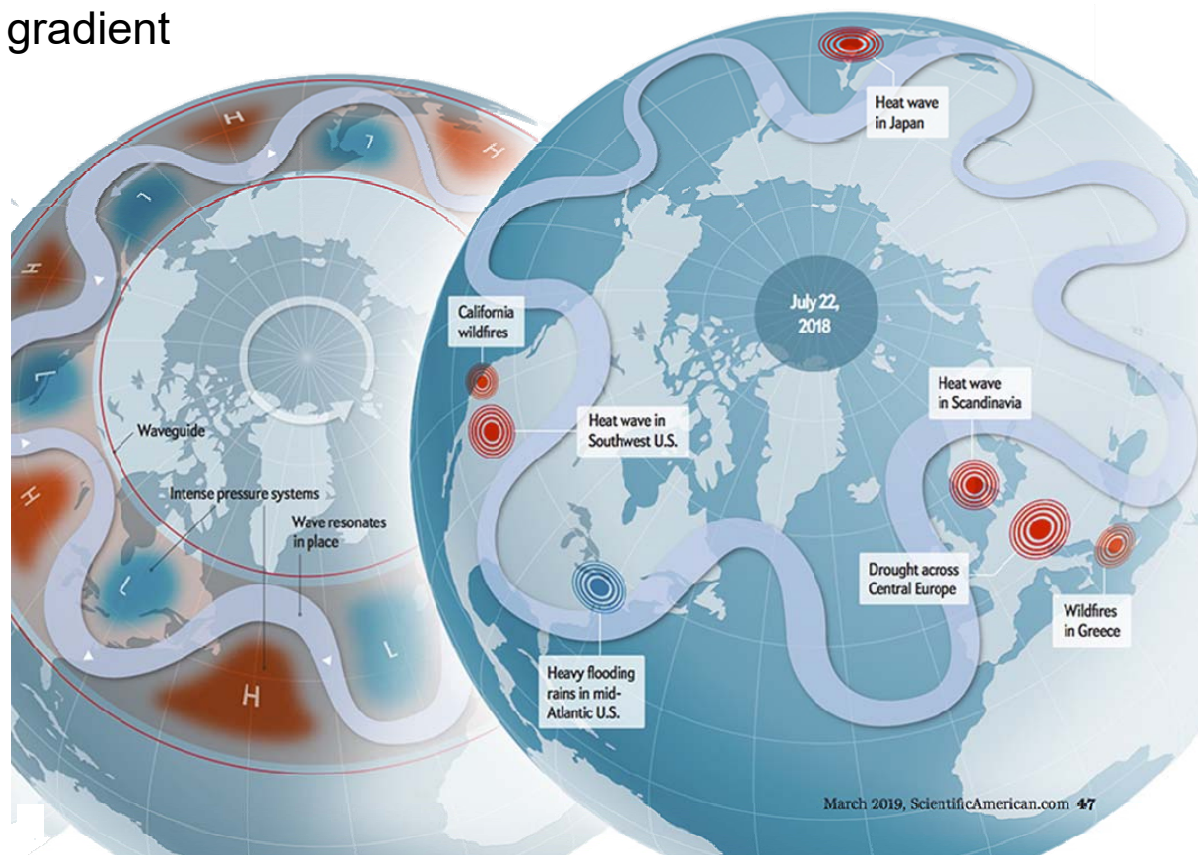 gradient
H
L
H
L
H
L
H
L
H
L
Waveguide
Intense pressure systems
Wave resonates
in place
Heat wave
in Japan
July 22,
2018
California
wildfires
Heat wave in
Southwest U.S.
Heat wave
in Scandinavia
Drought across
Central Europe
Wildfires
in Greece
Heavy flooding
rains in mid-
Atlantic U.S.
March 2019, ScientificAmerican.com 47